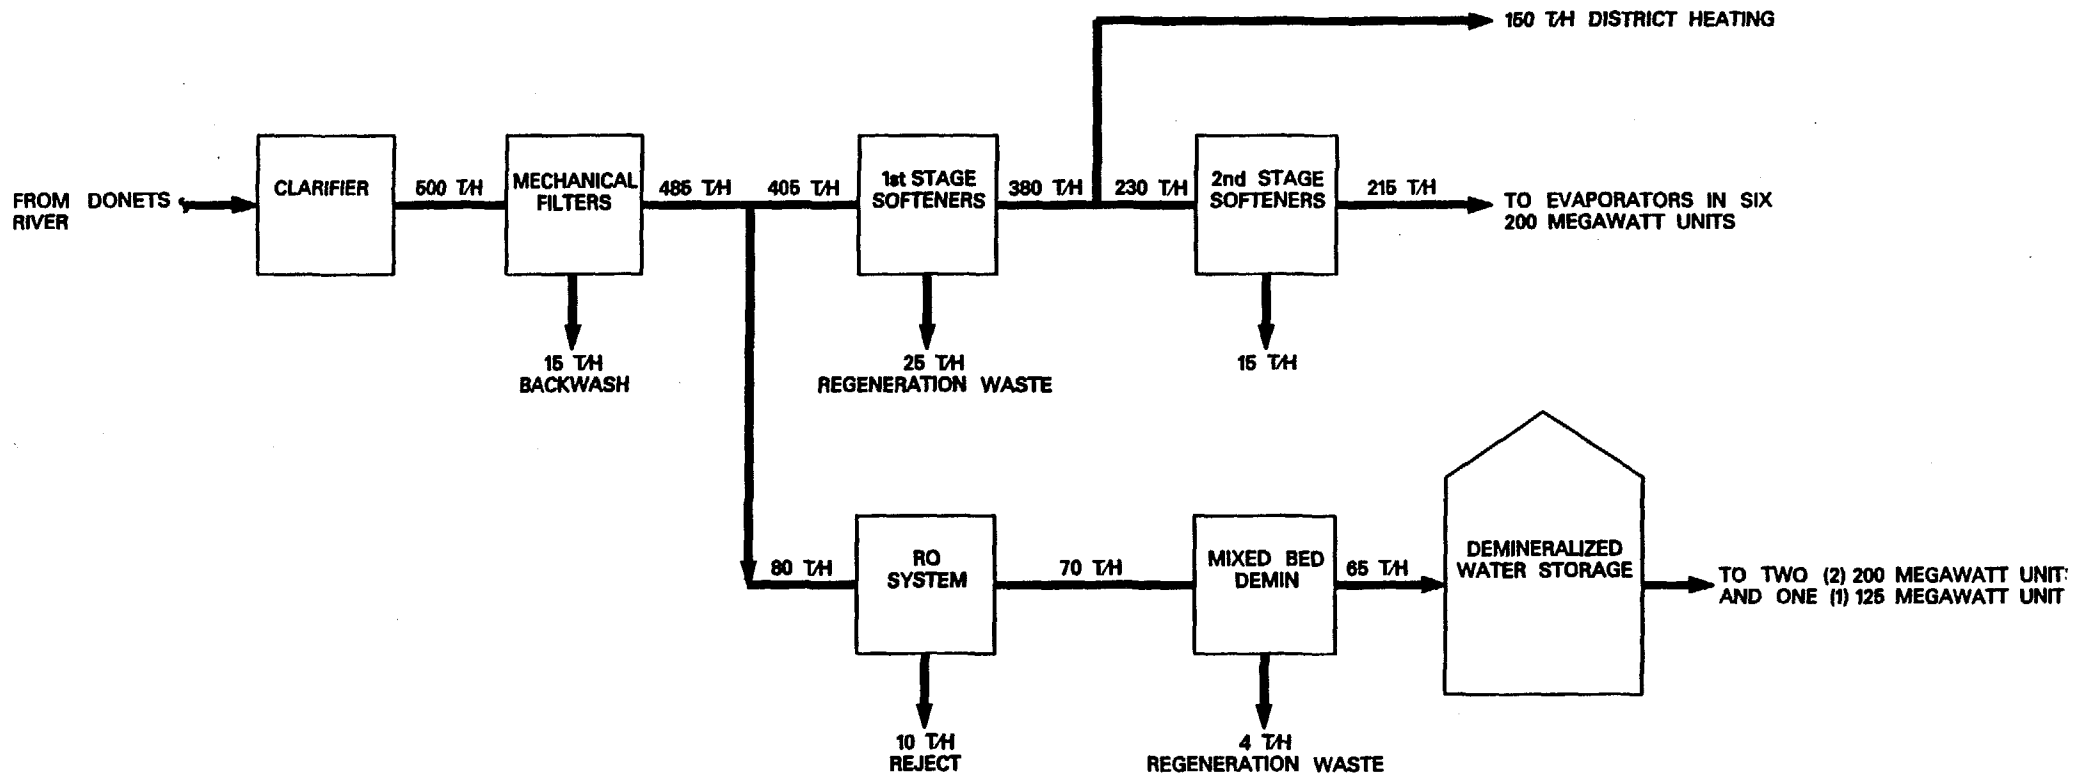 150 T/H DISTRICT HEATING
FROM DONETS
RIVER
CLARIFIER
500 T/H
MECHANICAL
FILTERS
485 T/H
405 T/H
1st STAGE
SOFTENERS
380 T/H
230 T/H
2nd STAGE
SOFTENERS
215 T/H
TO EVAPORATORS IN SIX
200 MEGAWATT UNITS
15 T/H
BACKWASH
25 T/H
REGENERATION WASTE
15 T/H
80 T/H
RO
SYSTEM
70 T/H
MIXED BED
DEMIN
65 T/H
DEMINERALIZED
WATER STORAGE
TO TWO (2) 200 MEGAWATT UNIT
AND ONE (1) 125 MEGAWATT UNIT
10 T/H
REJECT
4 T/H
REGENERATION WASTE